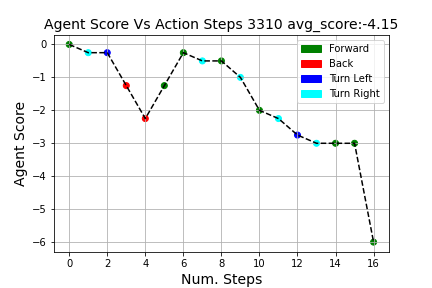 Agent Score Vs Action Steps 3310 avg_score:-4.15
Forward
Back
Turn Left
Turn Right
Agent Score
0
−1
−2
−3
−4
−5
−6
0 2 4 6 8 10 12 14 16
Num. Steps